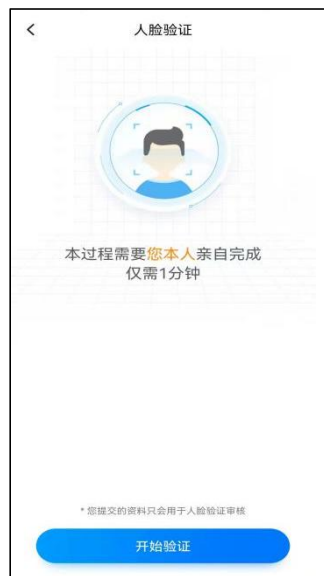 人脸验证
本过程需要您本人亲自完成
仅需1分钟
* 您提交的资料只会用于人脸验证审核
开始验证